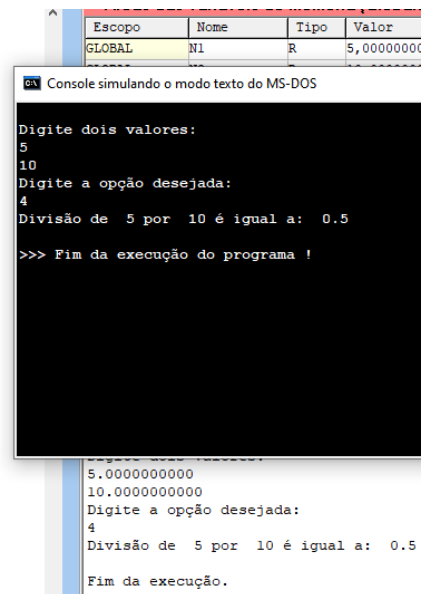 Escopo Nome Tipo Valor
GLOBAL N1 R 5,00000000
Console simulando o modo texto do MS-DOS
Digite dois valores:
5
10
Digite a opção desejada:
4
Divisão de  5 por  10 é igual a:  0.5
>>> Fim da execução do programa !
5.0000000000
10.0000000000
Digite a opção desejada:
4
Divisão de  5 por  10 é igual a:  0.5
Fim da execução.